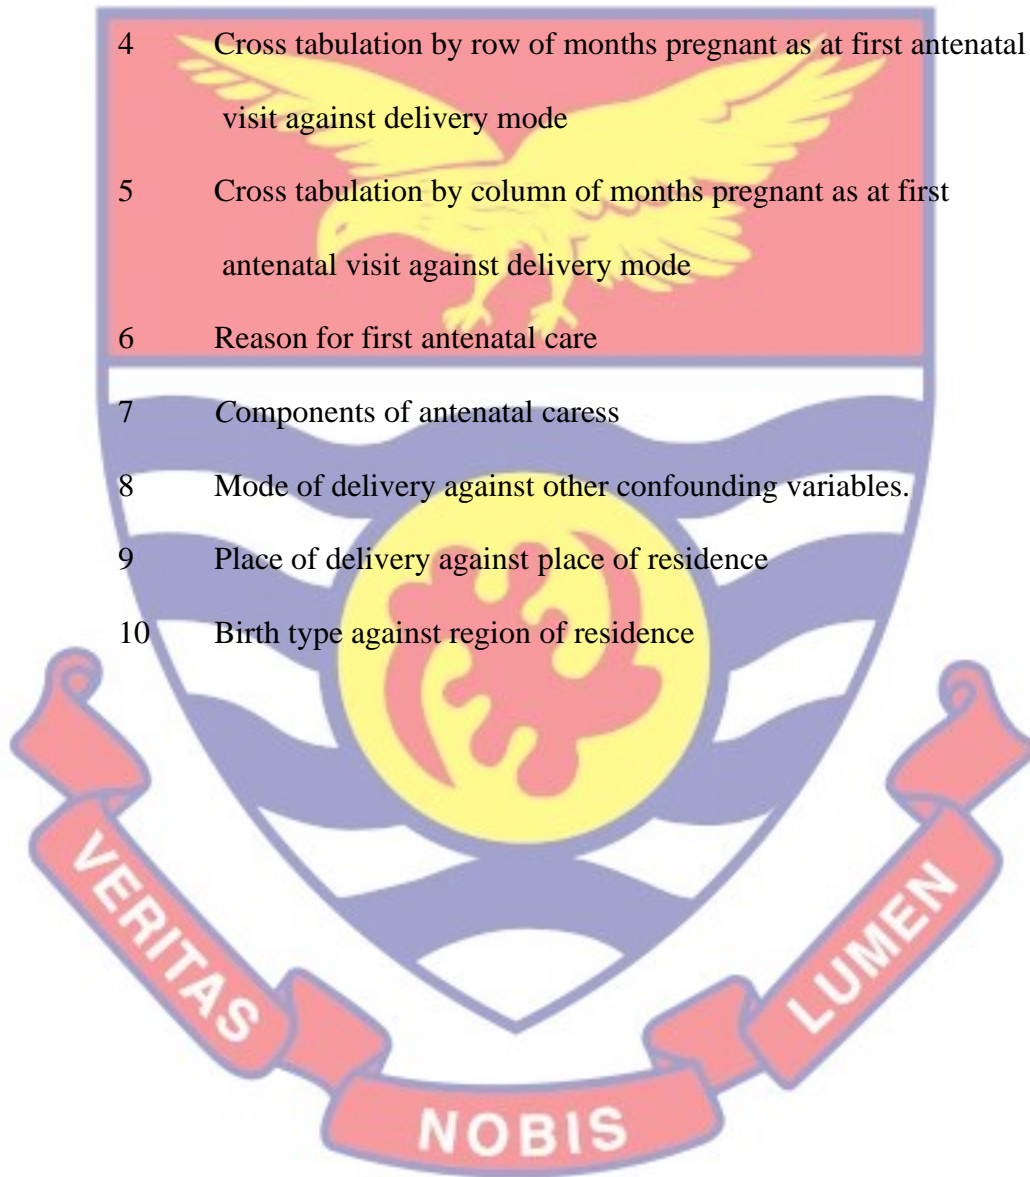 4 Cross tabulation by row of months pregnant as at first antenatal
visit against delivery mode
5 Cross tabulation by column of months pregnant as at first
antenatal visit against delivery mode
6 Reason for first antenatal care
7 Components of antenatal caress
8 Mode of delivery against other confounding variables.
9 Place of delivery against place of residence
10 Birth type against region of residence
VERITAS
NOBIS
LUMEN